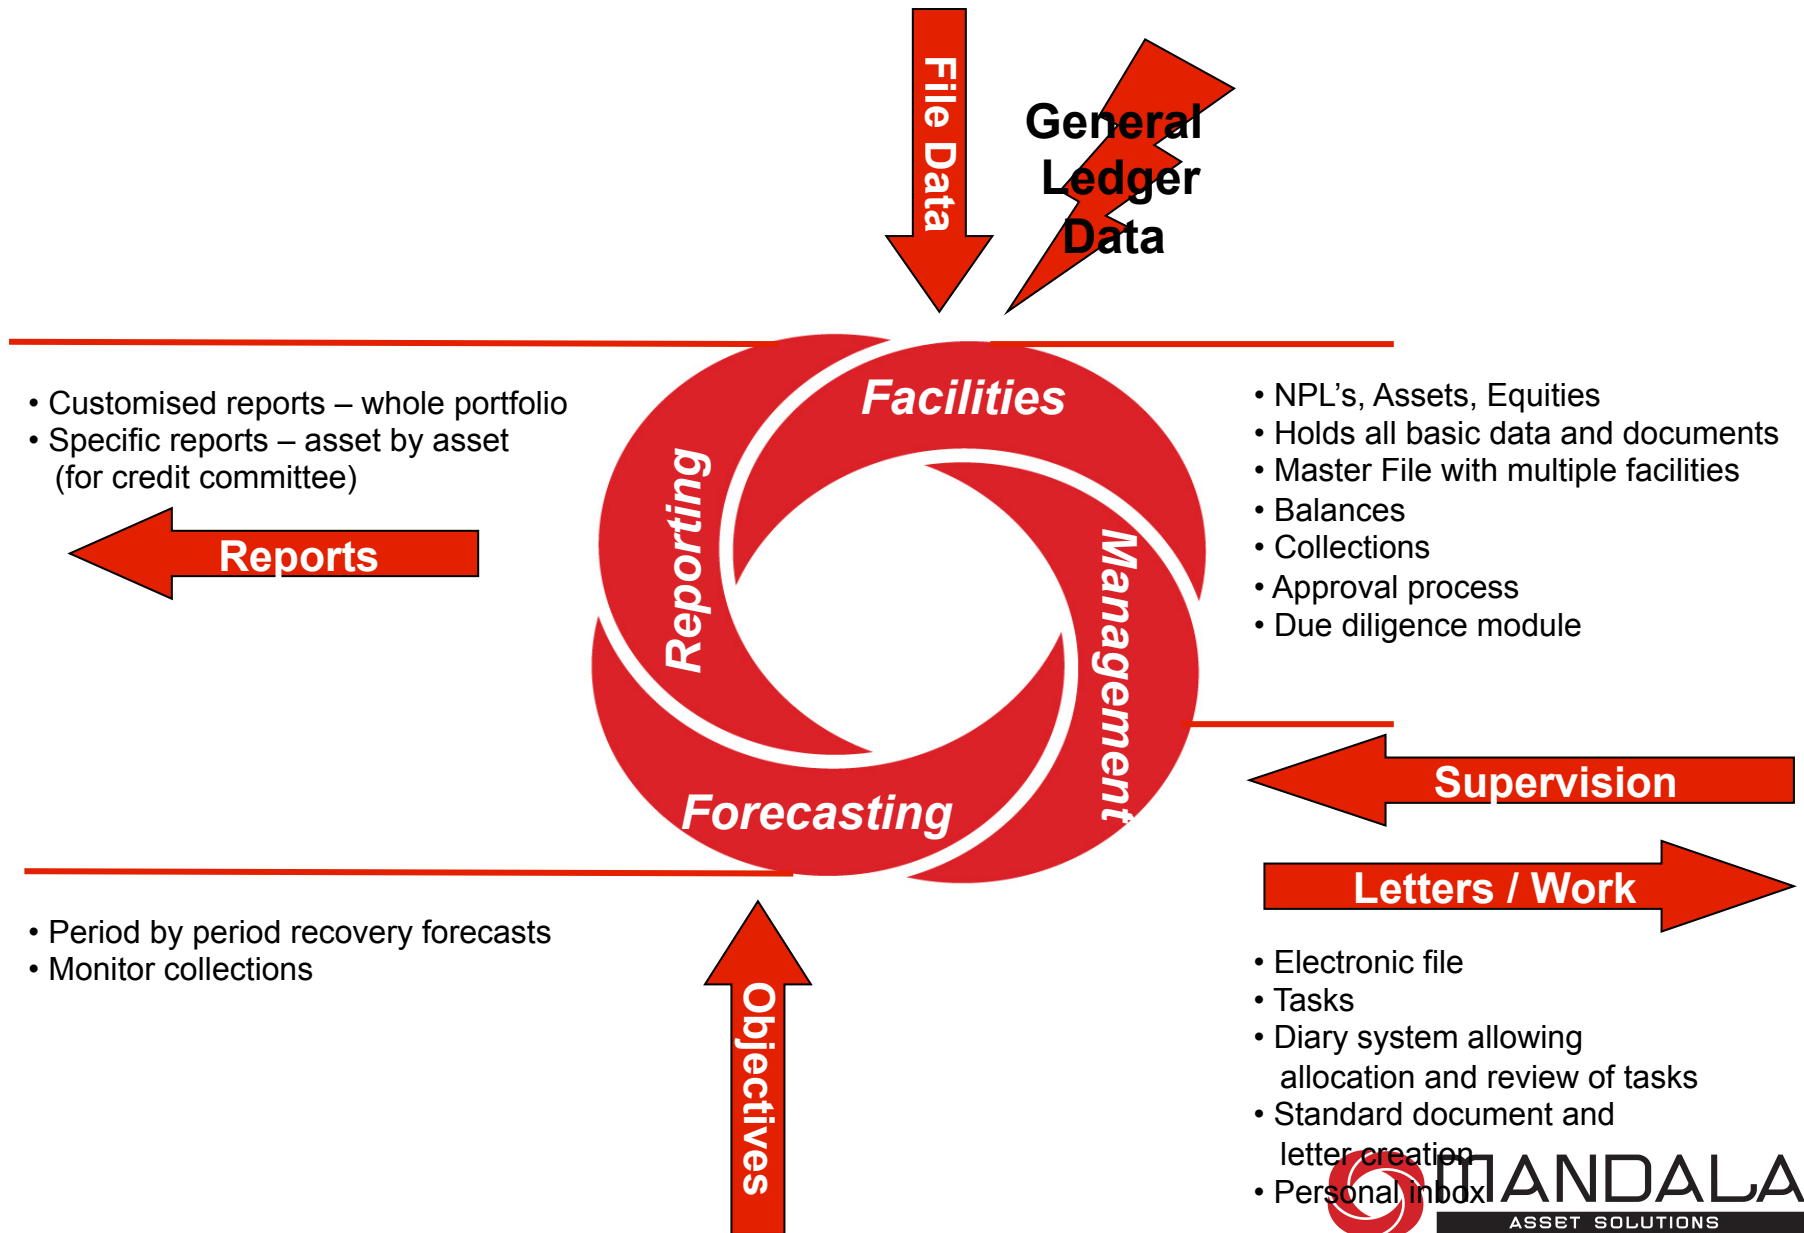 File Data
General
Ledger
Data
• Customised reports – whole portfolio
• Specific reports – asset by asset
(for credit committee)
Reports
Facilities
Reporting
Management
Forecasting
• NPL’s, Assets, Equities
• Holds all basic data and documents
• Master File with multiple facilities
• Balances
• Collections
• Approval process
• Due diligence module
Supervision
Letters / Work
• Period by period recovery forecasts
• Monitor collections
Objectives
• Electronic file
• Tasks
• Diary system allowing
allocation and review of tasks
• Standard document and
letter creation
• Personal inbox
MANDALA
ASSET SOLUTIONS